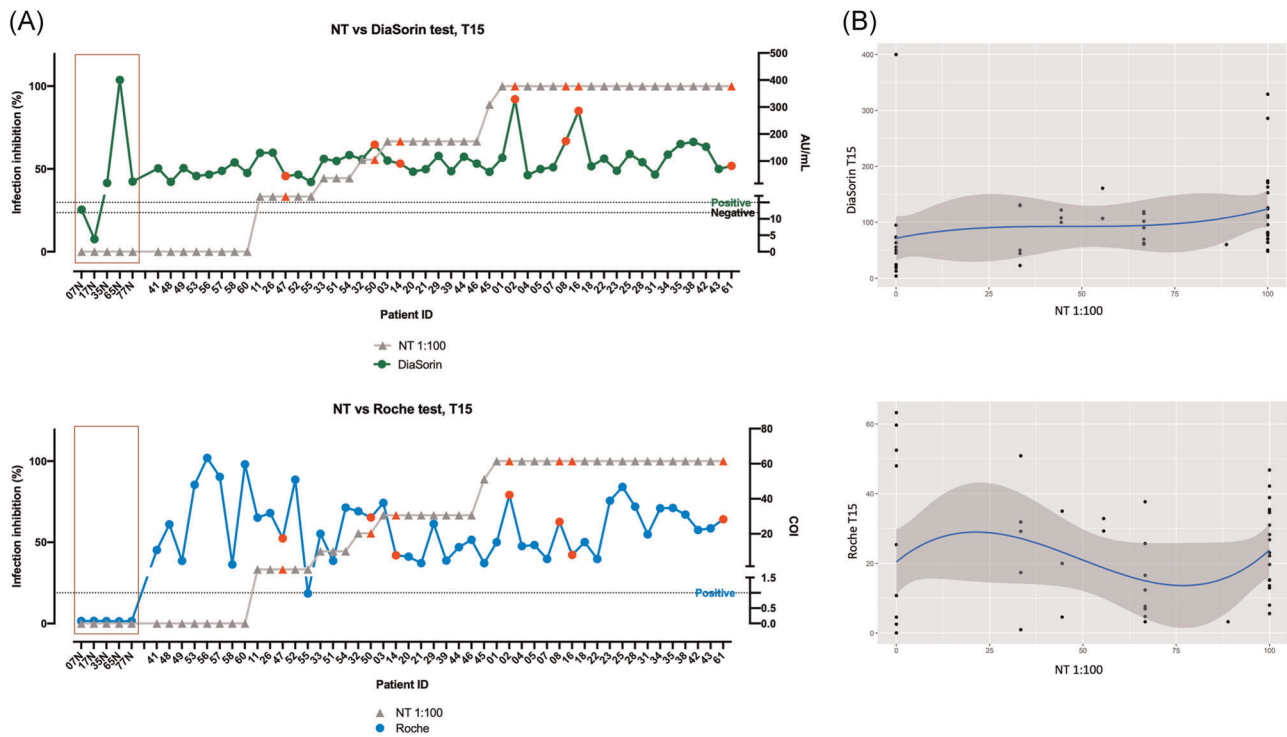 (A)
(B)
NT vs DiaSorin test, T15
Infection inhibition (%)
100
50
0
500
400
300
200
100
10
5
0
AU/mL
Positive
Negative
07N 17N 35N 65N 77N 41 48 49 53 56 57 58 60 11 26 47 52 55 33 51 54 32 50 03 14 20 21 29 39 44 46 45 01 02 04 05 07 08 16 18 22 23 25 28 31 34 35 38 42 43 61
Patient ID
NT 1:100
DiaSorin
DiaSorin T15
400
300
200
100
0
0 25 50 75 100
NT 1:100
NT vs Roche test, T15
Infection inhibition (%)
100
50
0
80
60
40
20
1.5
0.5
0.0
COI
Positive
07N 17N 35N 65N 77N 41 48 49 53 56 57 58 60 11 26 47 52 55 33 51 54 32 50 03 14 20 21 29 39 44 46 45 01 02 04 05 07 08 16 18 22 23 25 28 31 34 35 38 42 43 61
Patient ID
NT 1:100
Roche
Roche T15
60
40
20
0
0 25 50 75 100
NT 1:100